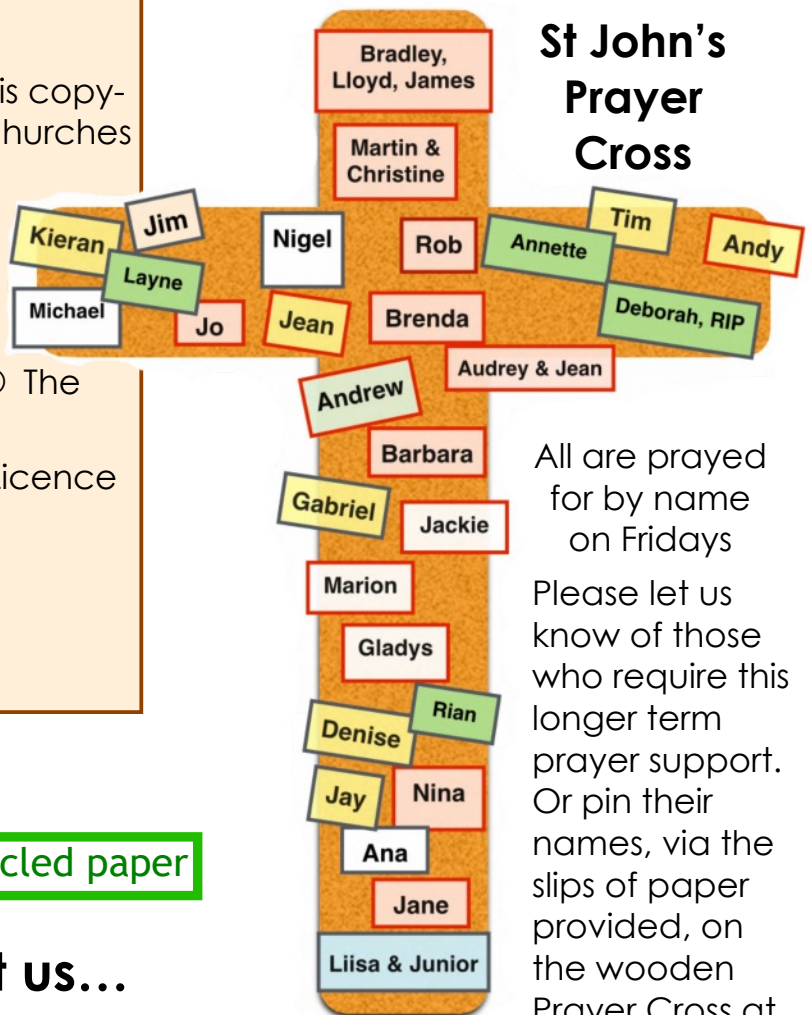 is copy-
hurches
The
icence
cled paper
t us…
St John’s
Prayer
Cross
Bradley,
Lloyd, James
Martin &
Christine
Kieran
Jim
Layne
Michael
Jo
Nigel
Jean
Rob
Brenda
Annette
Tim
Andy
Deborah, RIP
Audrey & Jean
Andrew
Barbara
Gabriel
Jackie
Marion
Gladys
Rian
Denise
Jay
Nina
Ana
Jane
Liisa & Junior
All are prayed
for by name
on Fridays
Please let us
know of those
who require this
longer term
prayer support.
Or pin their
names, via the
slips of paper
provided, on
the wooden
Prayer Cross at